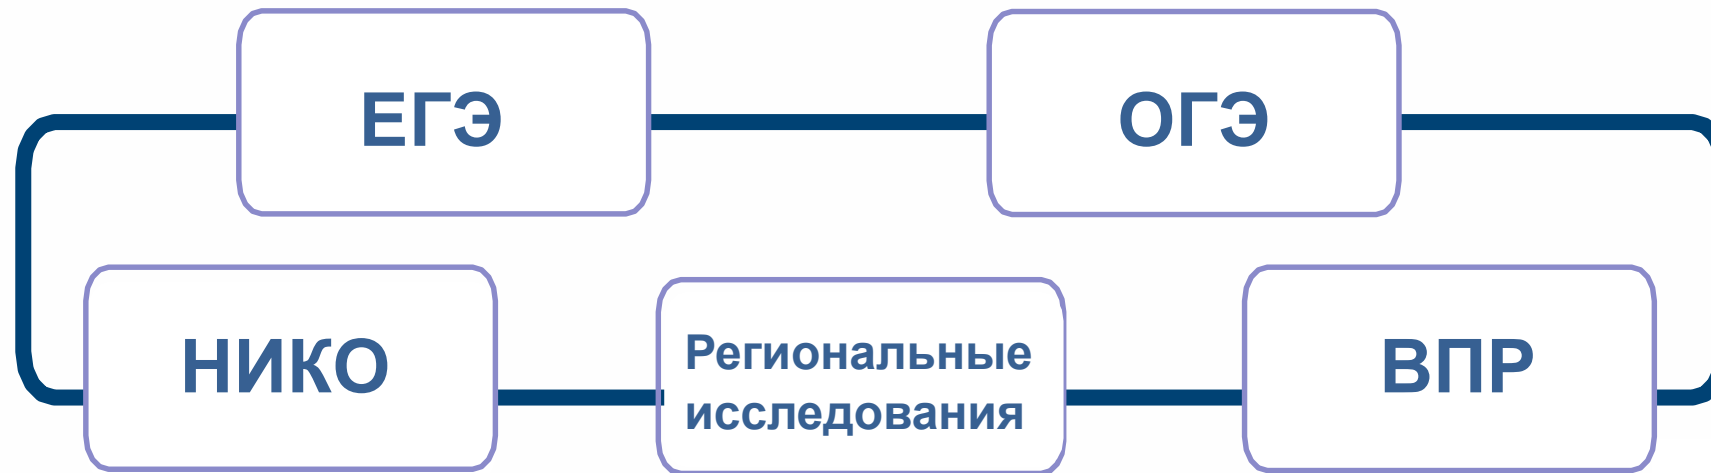 ЕГЭ
ОГЭ
НИКО
Региональные
исследования
ВПР